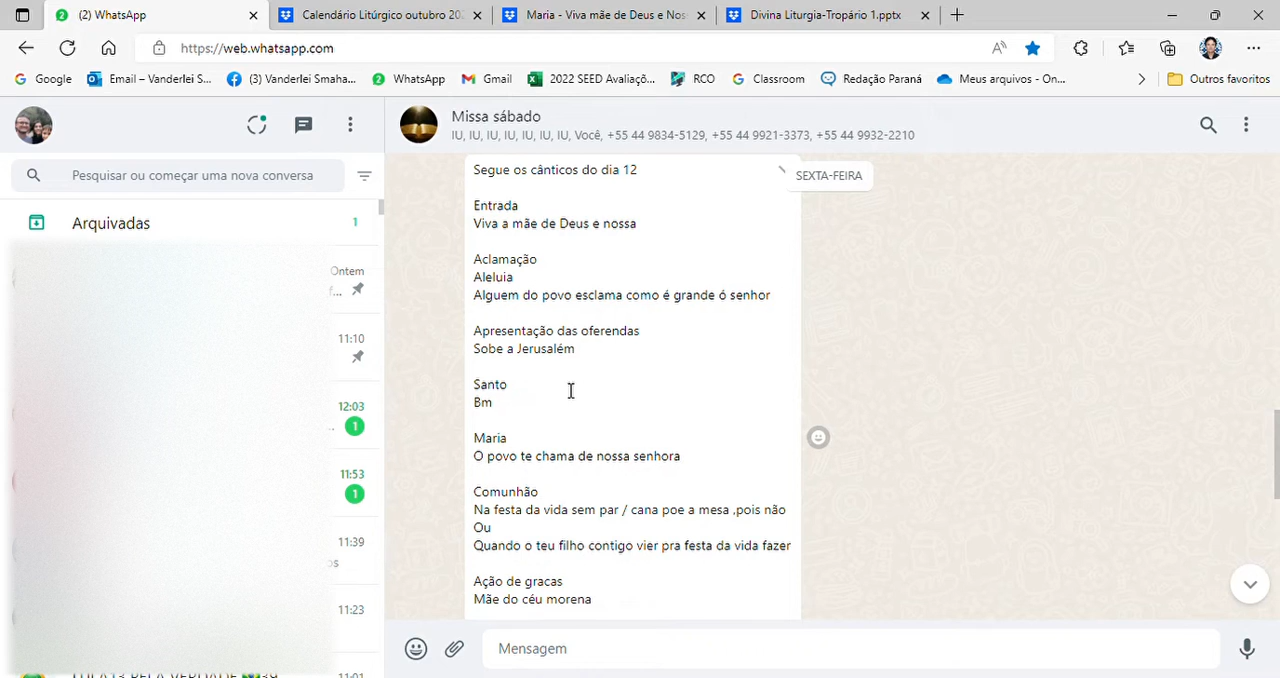 (2) WhatsApp
Calendário Litúrgico outubro 202
Maria - Viva mãe de Deus e Nos
Divina Liturgia-Tropário 1.pptx
https://web.whatsapp.com
Google
Email – Vanderlei S...
(3) Vanderlei Smaha...
WhatsApp
Gmail
2022 SEED Avaliaçõ...
RCO
Classroom
Redação Paraná
Meus arquivos - On...
Outros favoritos
Missa sábado
IU, IU, IU, IU, IU, IU, IU, Você, +55 44 9834-5129, +55 44 9921-3373, +55 44 9932-2210
Pesquisar ou começar uma nova conversa
Arquivadas
1
Ontem
f...
11:10
12:03
1
11:53
1
11:39
os
11:23
11:01
SEXTA-FEIRA
Segue os cânticos do dia 12
Entrada
Viva a mãe de Deus e nossa
Aclamação
Aleluia
Alguem do povo esclama como é grande ó senhor
Apresentação das oferendas
Sobe a Jerusalém
Santo
Bm
Maria
O povo te chama de nossa senhora
Comunhão
Na festa da vida sem par / cana poe a mesa ,pois não
Ou
Quando o teu filho contigo vier pra festa da vida fazer
Ação de gracas
Mãe do céu morena
Mensagem